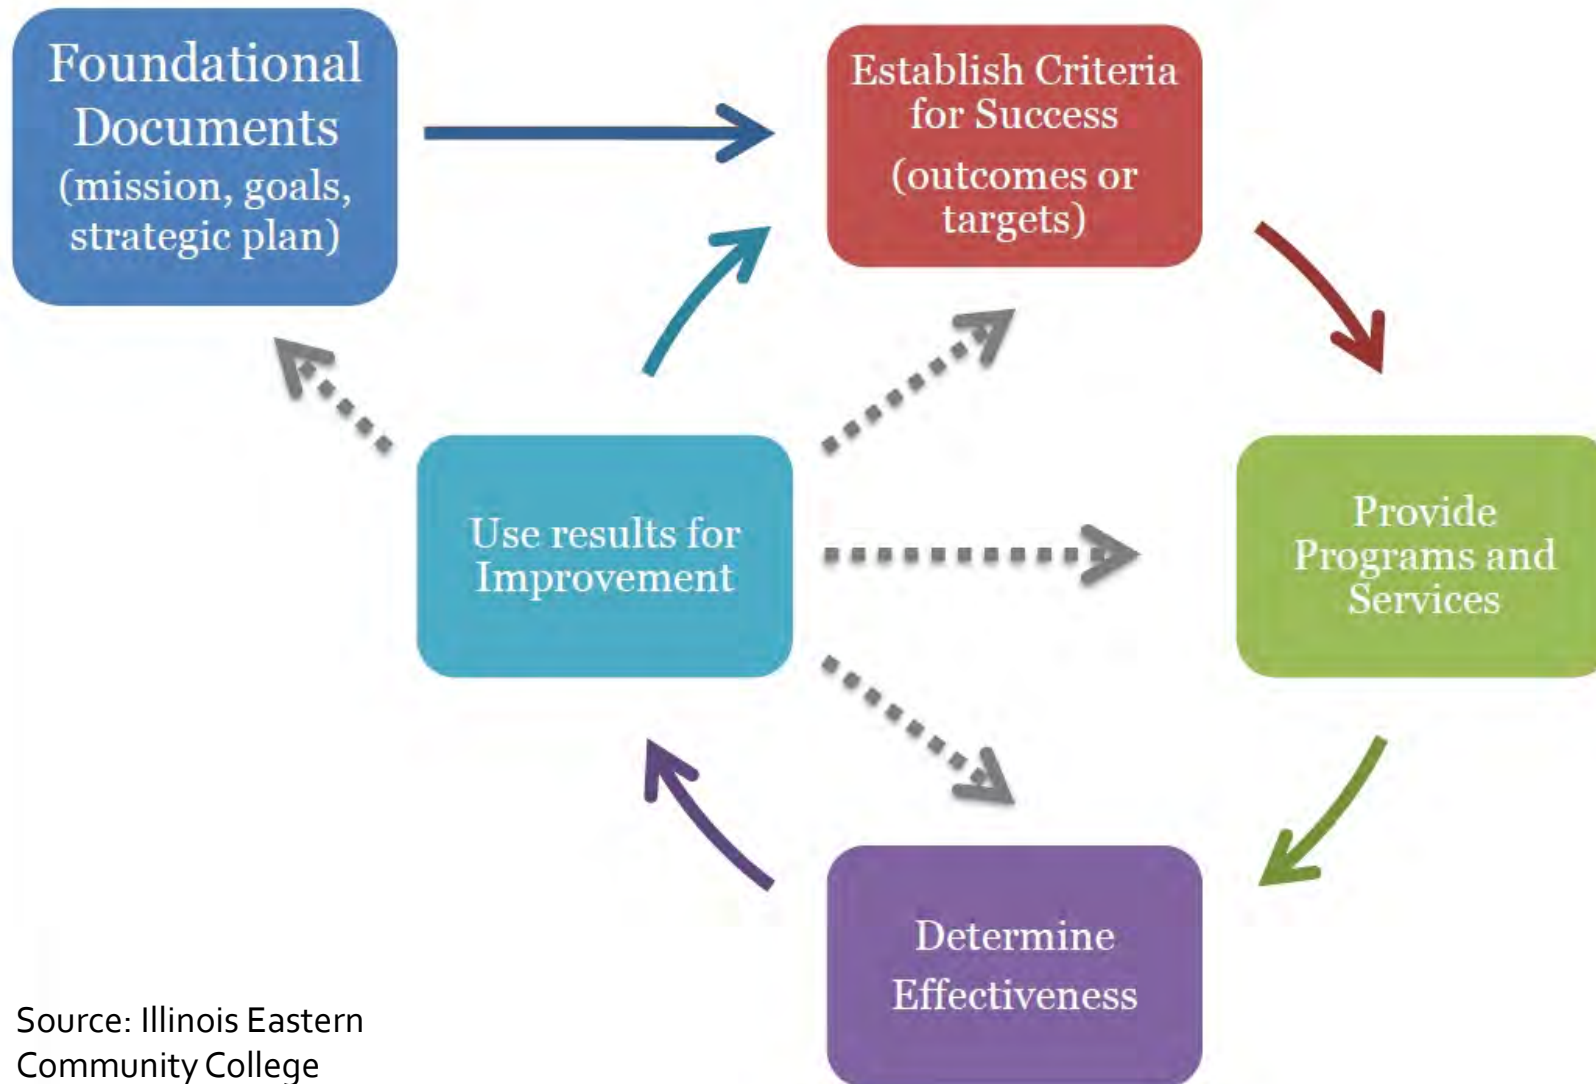 Foundational
Documents
(mission, goals,
strategic plan)
Establish Criteria
for Success
(outcomes or
targets)
Use results for
Improvement
Provide
Programs and
Services
Determine
Effectiveness
Source: Illinois Eastern
Community College